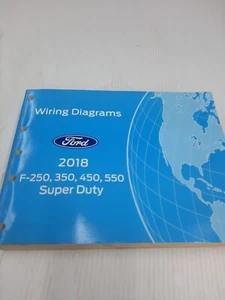 Wiring Diagrams
Ford
2018
F-250, 350, 450, 550
Super Duty